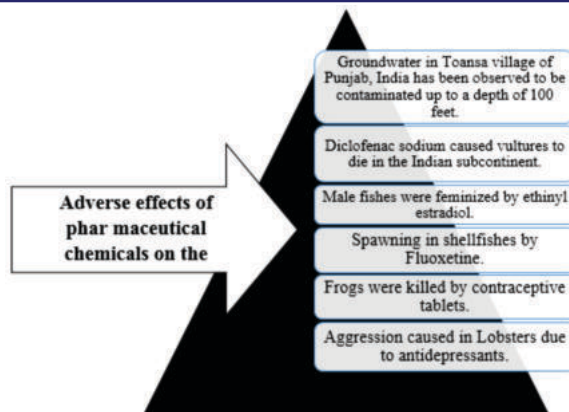 Adverse effects of
phar maceutical
chemicals on the
Groundwater in Toansa village of
Punjab, India has been observed to be
contaminated up to a depth of 100
feet.
Diclofenac sodium caused vultures to
die in the Indian subcontinent.
Male fishes were feminized by ethinyl
estradiol.
Spawning in shellfishes by
Fluoxetine.
Frogs were killed by contraceptive
tablets.
Aggression caused in Lobsters due
to antidepressants.